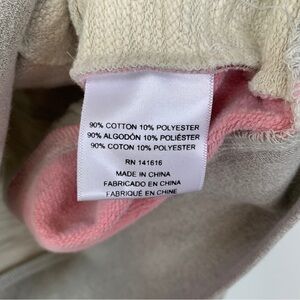 90% COTTON 10% POLYESTER
90% ALGODÓN 10% POLIÉSTER
90% COTON 10% POLYESTER
RN 141616
MADE IN CHINA
FABRICADO EN CHINA
FABRIQUÉ EN CHINE